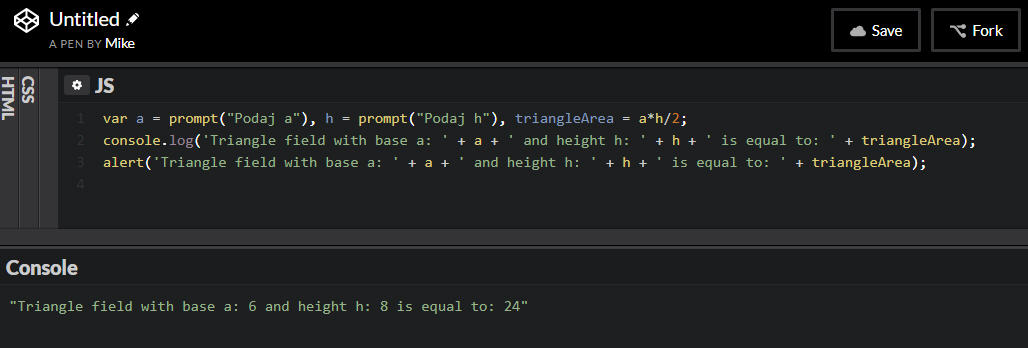 Untitled
A PEN BY Mike
Save
Fork
HTML
CSS
JS
1 var a = prompt("Podaj a"), h = prompt("Podaj h"), triangleArea = a*h/2;
2 console.log('Triangle field with base a: ' + a + ' and height h: ' + h + ' is equal to: ' + triangleArea);
3 alert('Triangle field with base a: ' + a + ' and height h: ' + h + ' is equal to: ' + triangleArea);
4
Console
"Triangle field with base a: 6 and height h: 8 is equal to: 24"